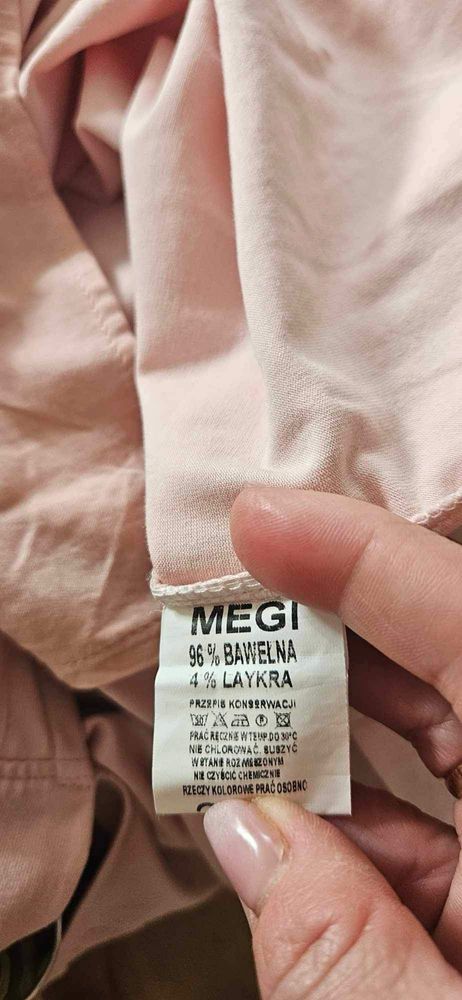 MEGI
96 % BAWEŁNA
4 % LAYKRA
PRZEPIS KONSERWACJI
PRAĆ RĘCZNIE W TEMP. DO 30°C
NIE CHLOROWAĆ. SUSZYĆ
W STANIE ROZWIESZONYM
NIE CZYŚCIĆ CHEMICZNIE
RZECZY KOLOROWE PRAĆ OSOBNO